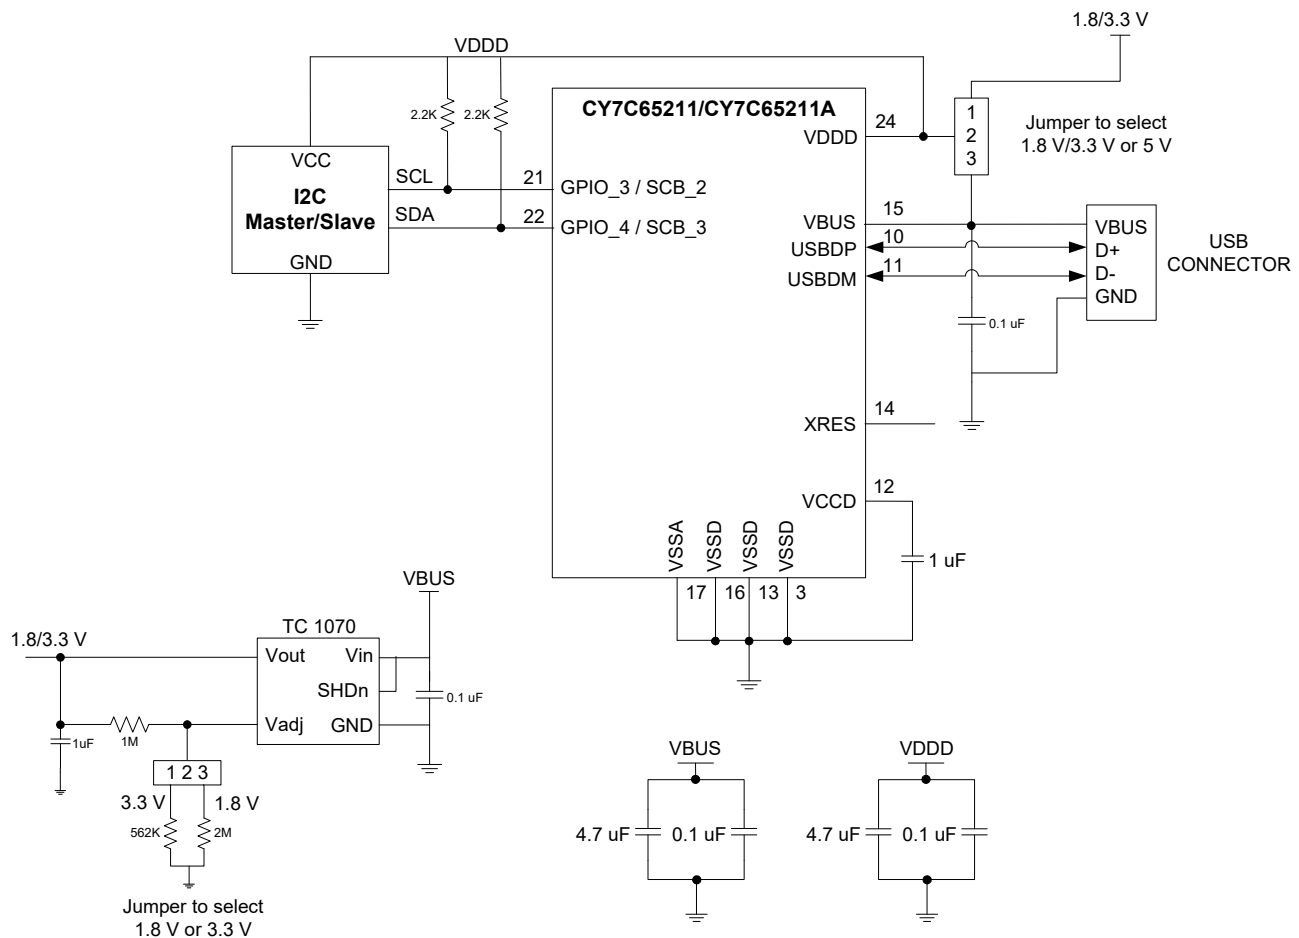 1.8/3.3 V
VDDD
CY7C65211/CY7C65211A
2.2K
2.2K
VDDD
24
1
2
3
Jumper to select
1.8 V/3.3 V or 5 V
VCC
I2C
Master/Slave
GND
SCL
SDA
21
22
GPIO_3 / SCB_2
GPIO_4 / SCB_3
VBUS
15
USBDP
10
USBDM
11
VBUS
D+
D-
GND
USB
CONNECTOR
0.1 uF
XRES
14
VCCD
12
1 uF
VSSA
VSSD
VSSD
VSSD
17
16
13
3
VBUS
1.8/3.3 V
TC 1070
Vout
Vin
SHDn
Vadj
GND
0.1 uF
1uF
1M
1 2 3
3.3 V
1.8 V
562K
2M
Jumper to select
1.8 V or 3.3 V
VBUS
4.7 uF
0.1 uF
VDDD
4.7 uF
0.1 uF